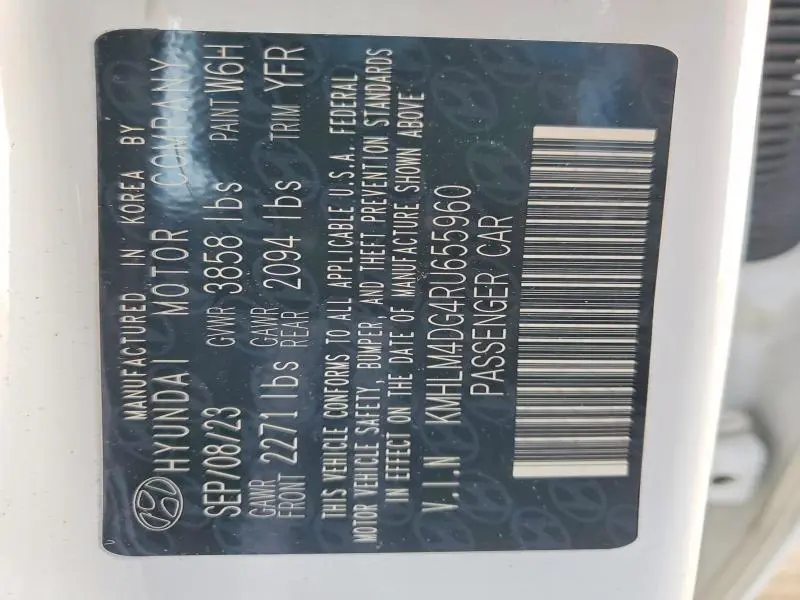 MANUFACTURED IN KOREA BY
HYUNDAI MOTOR COMPANY
SEP/08/23 GVWR 3858 lbs PAINT W6H
GAWR FRONT 2271 lbs GAWR REAR 2094 lbs TRIM YFR
THIS VEHICLE CONFORMS TO ALL APPLICABLE U.S.A. FEDERAL
MOTOR VEHICLE SAFETY, BUMPER, AND THEFT PREVENTION STANDARDS
IN EFFECT ON THE DATE OF MANUFACTURE SHOWN ABOVE
V.I.N KMHLM4DG4RU655960
PASSENGER CAR